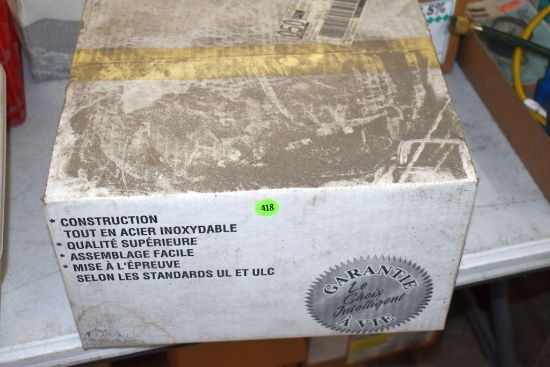 5%
418
* CONSTRUCTION
TOUT EN ACIER INOXYDABLE
* QUALITÉ SUPÉRIEURE
* ASSEMBLAGE FACILE
* MISE À L'ÉPREUVE
SELON LES STANDARDS UL ET ULC
GARANTIE
Le
Choix
Intelligent
À VIE